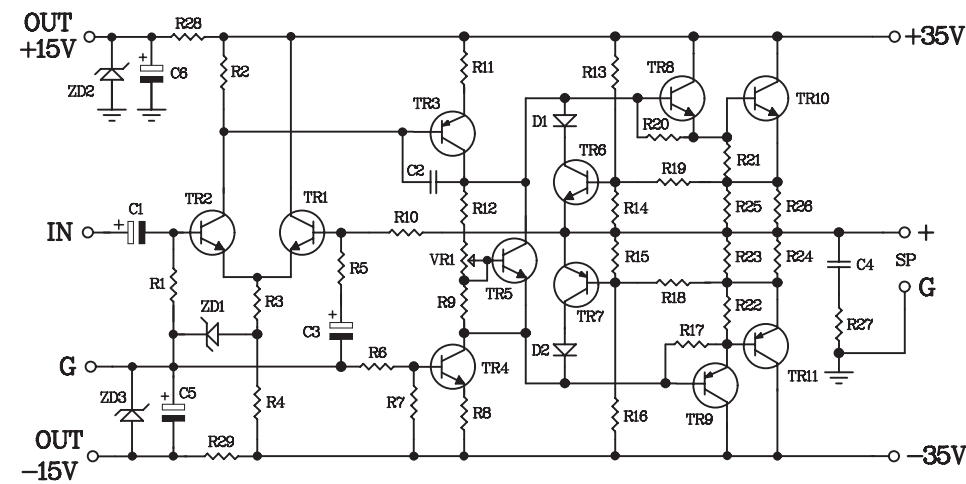 OUT
+15V
R28
+35V
ZD2
+
C6
R2
R11
R13
TR8
TR10
TR3
D1
R20
TR6
R21
C2
R19
TR2
TR1
R12
R14
R25
R26
IN
+
C1
R10
+
SP
G
VR1
R15
R23
R24
C4
R1
R5
TR5
R3
R9
TR7
R18
R22
ZD1
+
C3
R27
D2
R17
G
R6
TR4
TR11
ZD3
+
C5
R4
R7
R8
R16
TR9
OUT
-15V
R29
-35V